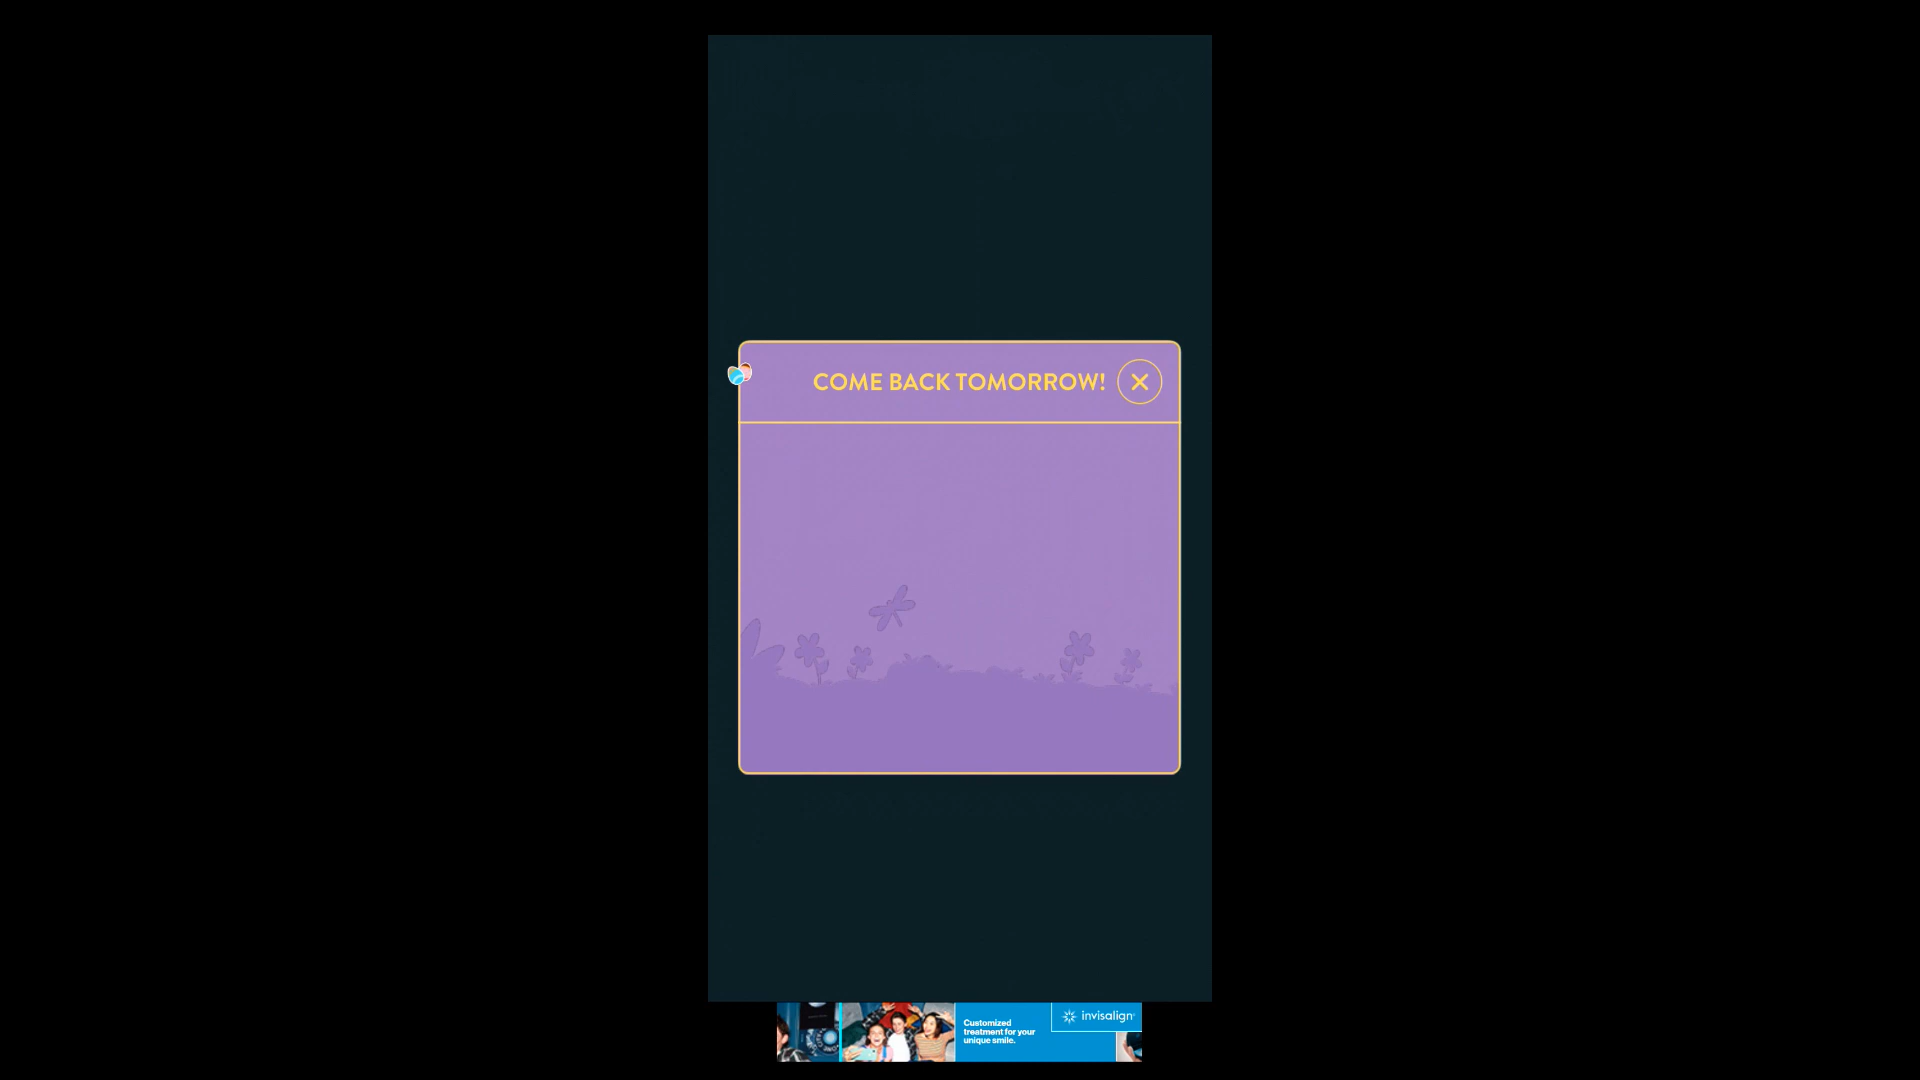 COME BACK TOMORROW!
Customized
treatment for your
unique smile.
invisalign